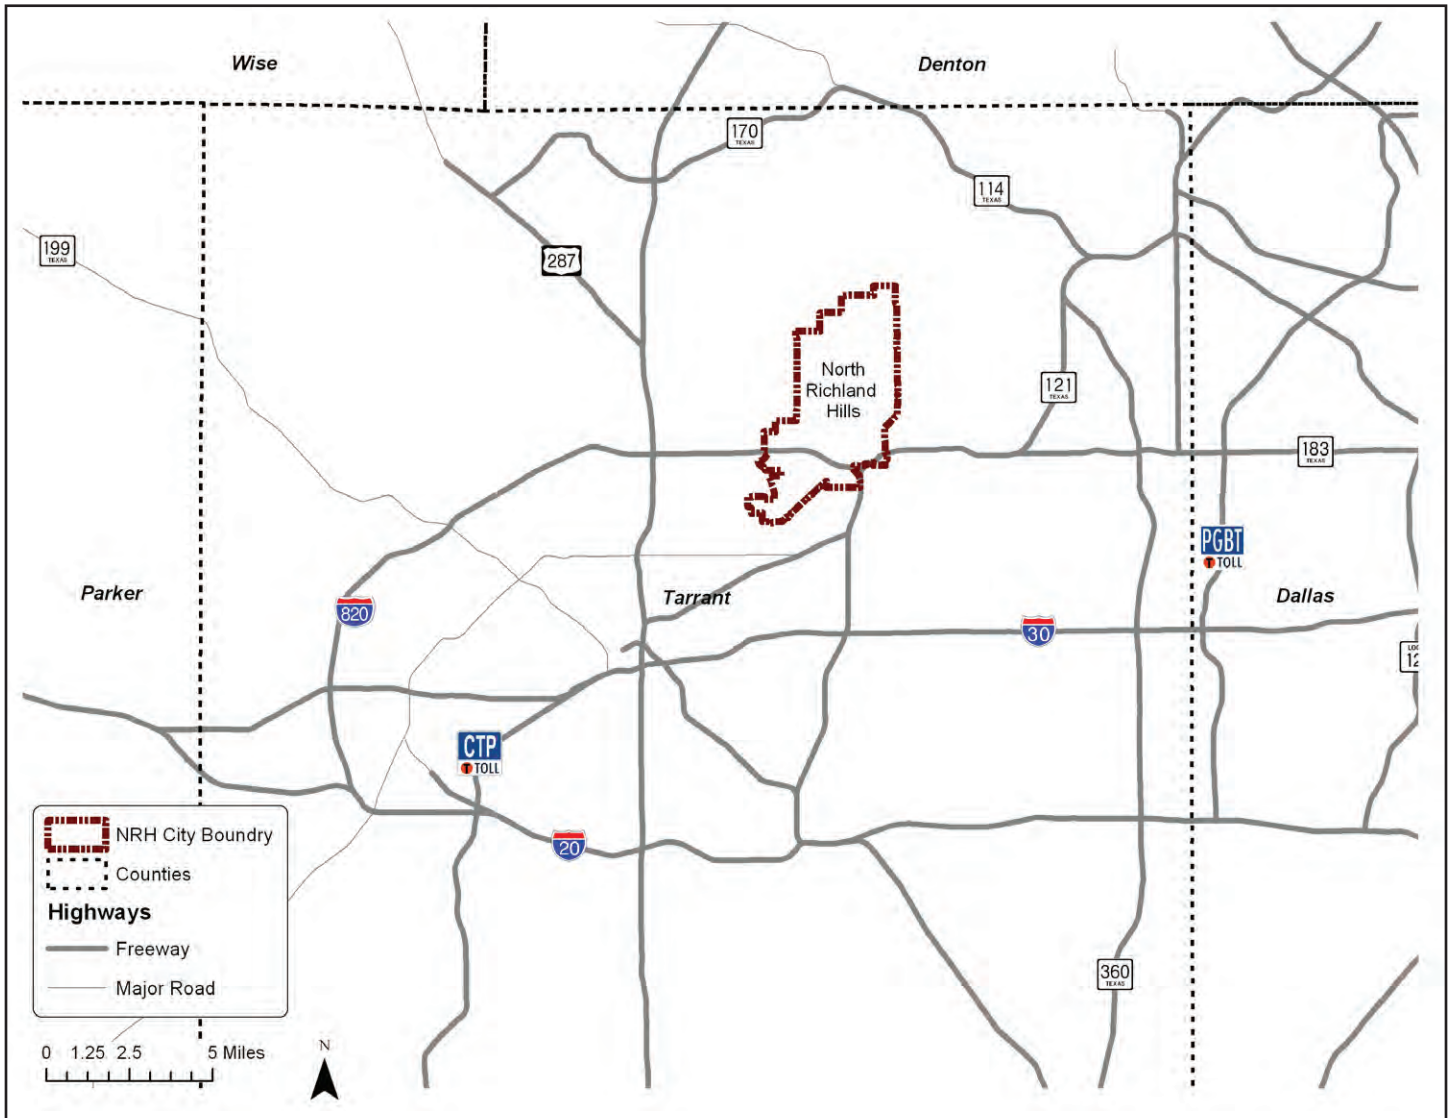 Wise
Denton
170
TEXAS
114
TEXAS
199
TEXAS
287
North
Richland
Hills
121
TEXAS
183
TEXAS
PGBT
T TOLL
Parker
820
Tarrant
Dallas
30
12
CTP
T TOLL
20
NRH City Boundry
Counties
Highways
Freeway
Major Road
360
TEXAS
0 1.25 2.5 5 Miles
N